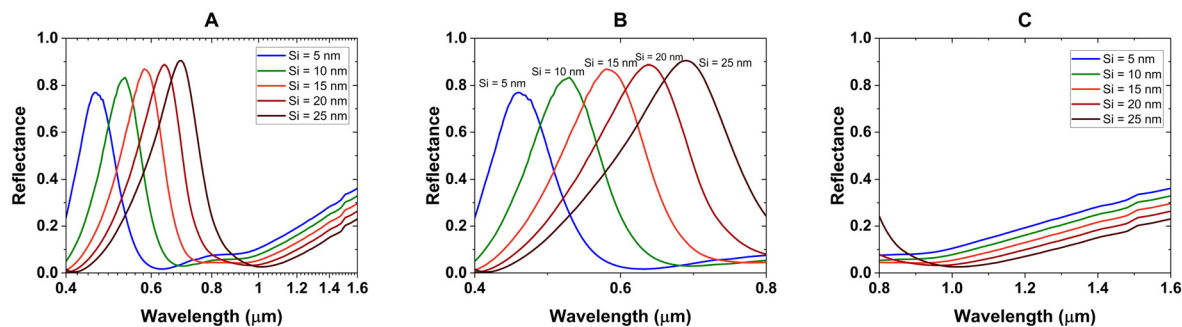 A
B
C
Reflectance
1.0
0.8
0.6
0.4
0.2
0.0
Si = 5 nm
Si = 10 nm
Si = 15 nm
Si = 20 nm
Si = 25 nm
0.4
0.6
0.8
1
1.2
1.4
1.6
Wavelength (μm)
Reflectance
1.0
0.8
0.6
0.4
0.2
0.0
Si = 5 nm
Si = 10 nm
Si = 15 nm
Si = 20 nm
Si = 25 nm
0.4
0.6
0.8
Wavelength (μm)
Reflectance
1.0
0.8
0.6
0.4
0.2
0.0
Si = 5 nm
Si = 10 nm
Si = 15 nm
Si = 20 nm
Si = 25 nm
0.8
1.0
1.2
1.4
1.6
Wavelength (μm)